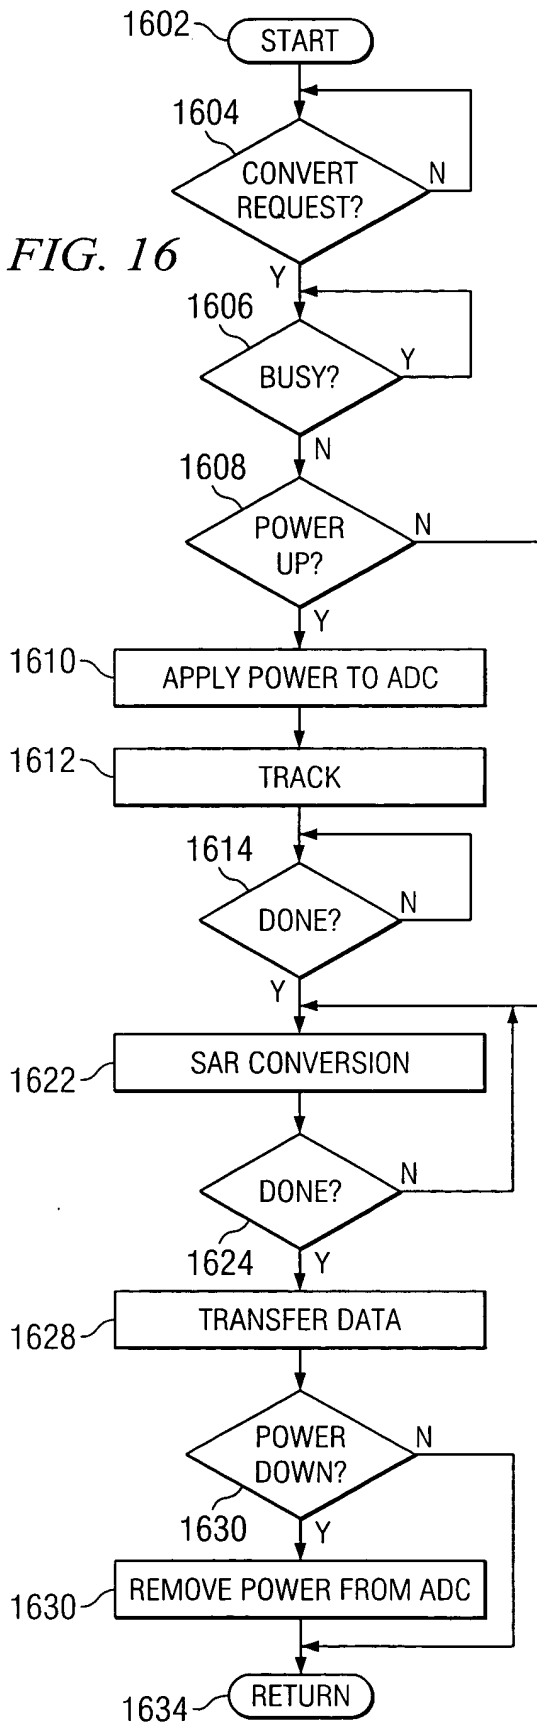 1602
START
1604
CONVERT
REQUEST?
N
FIG. 16
Y
1606
BUSY?
Y
N
1608
POWER
UP?
N
Y
1610
APPLY POWER TO ADC
1612
TRACK
1614
DONE?
N
Y
1622
SAR CONVERSION
DONE?
N
1624
Y
1628
TRANSFER DATA
POWER
DOWN?
N
1630
Y
1630
REMOVE POWER FROM ADC
1634
RETURN